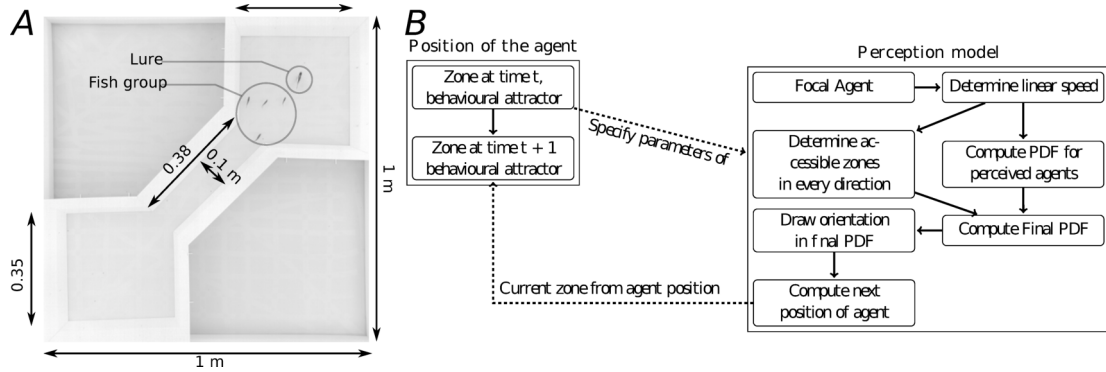 A
Lure
Fish group
0.38
0.1 m
1 m
0.35
1 m
B
Position of the agent
Zone at time t,
behavioural attractor
Zone at time t + 1
behavioural attractor
Specify parameters of
Current zone from agent position
Perception model
Focal Agent
Determine linear speed
Determine ac-
cessible zones
in every direction
Compute PDF for
perceived agents
Draw orientation
in f nal PDF
Compute Final PDF
Compute next
position of agent